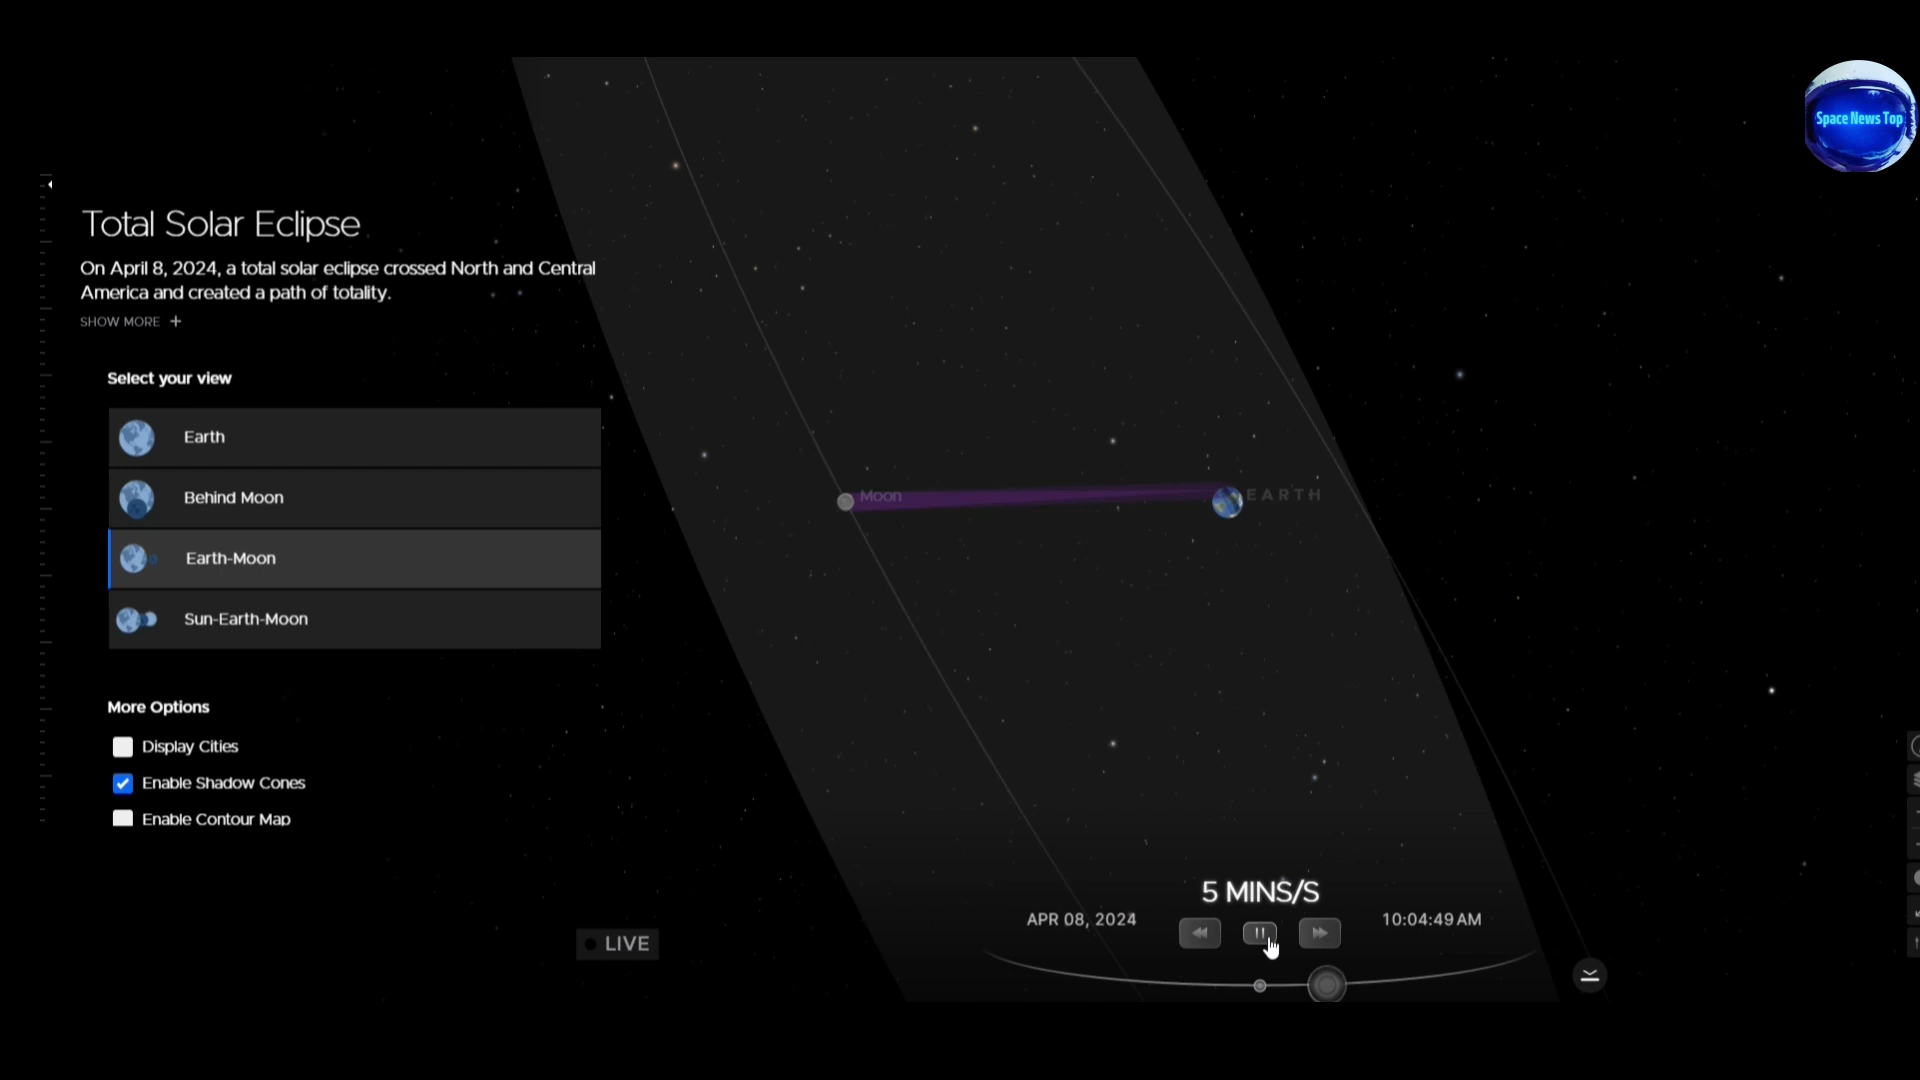 Space News Top
Total Solar Eclipse
On April 8, 2024, a total solar eclipse crossed North and Central
America and created a path of totality.
SHOW MORE +
Select your view
Earth
Behind Moon
Earth-Moon
Sun-Earth-Moon
More Options
Display Cities
Enable Shadow Cones
Enable Contour Map
Moon
EARTH
5 MINS/S
APR 08, 2024
10:04:49 AM
LIVE